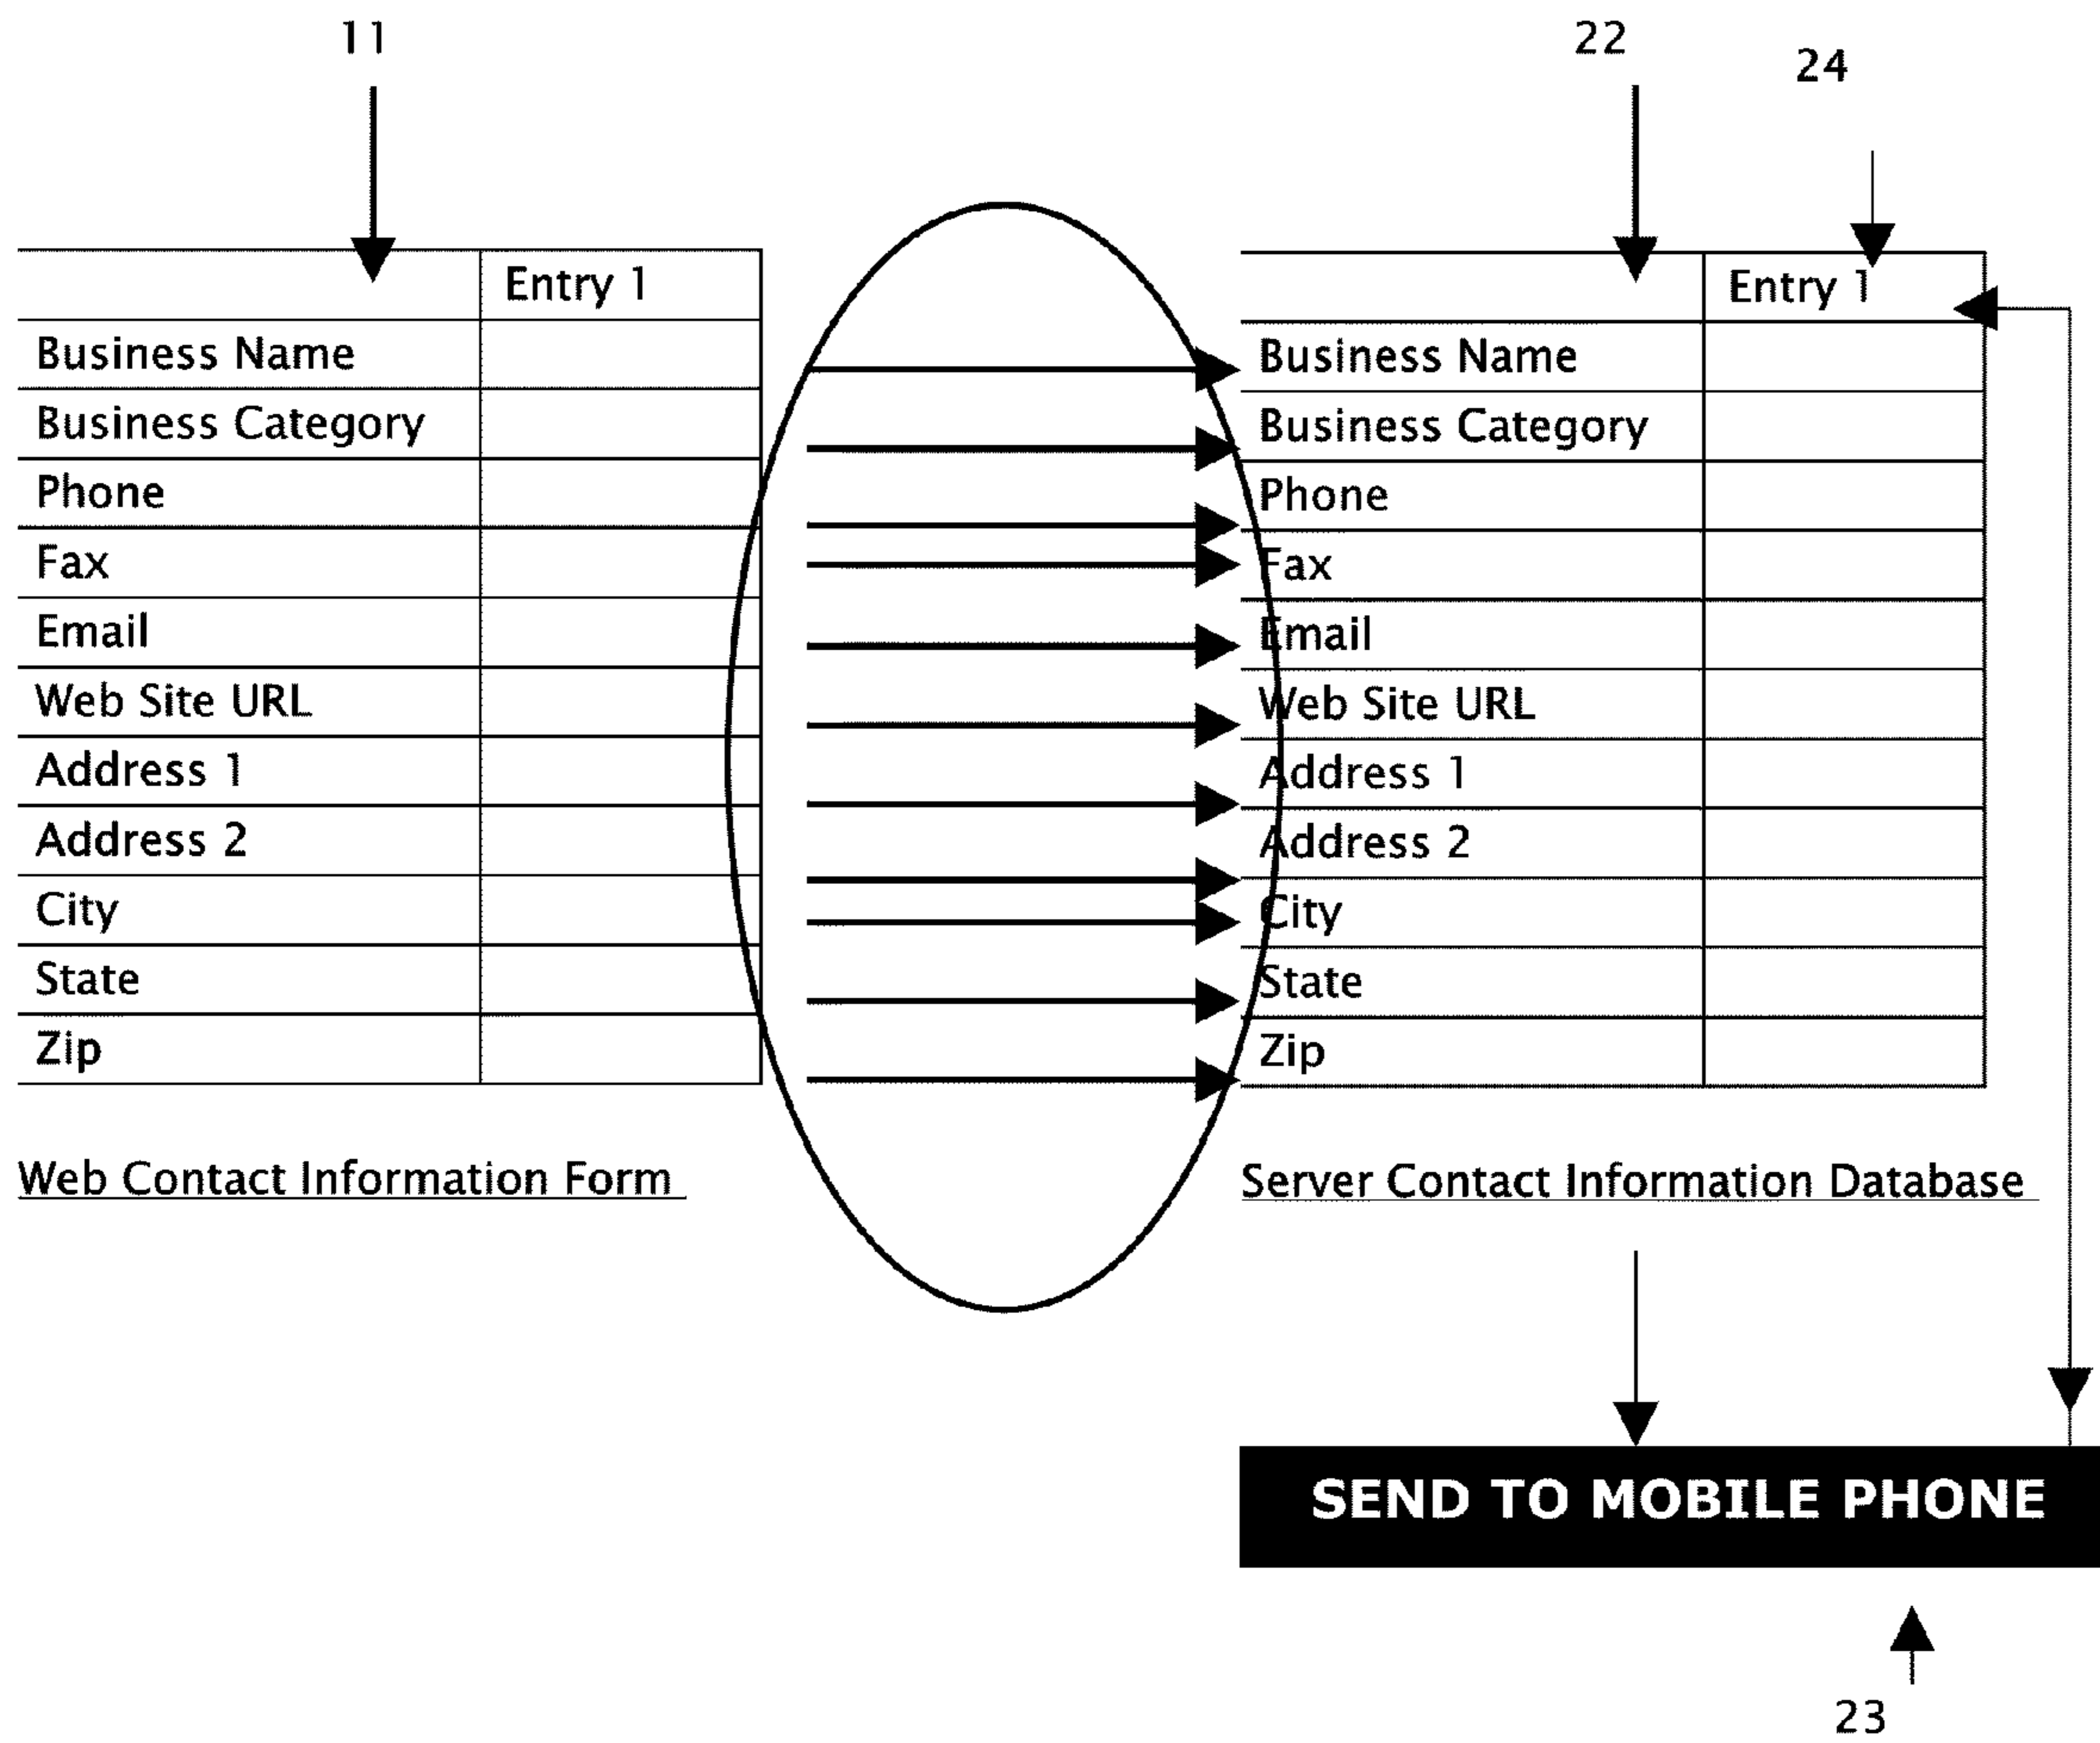 11
22
24
Entry 1
Business Name
Business Category
Phone
Fax
Email
Web Site URL
Address 1
Address 2
City
State
Zip
Web Contact Information Form
Entry 1
Business Name
Business Category
Phone
Fax
Email
Web Site URL
Address 1
Address 2
City
State
Zip
Server Contact Information Database
SEND TO MOBILE PHONE
23